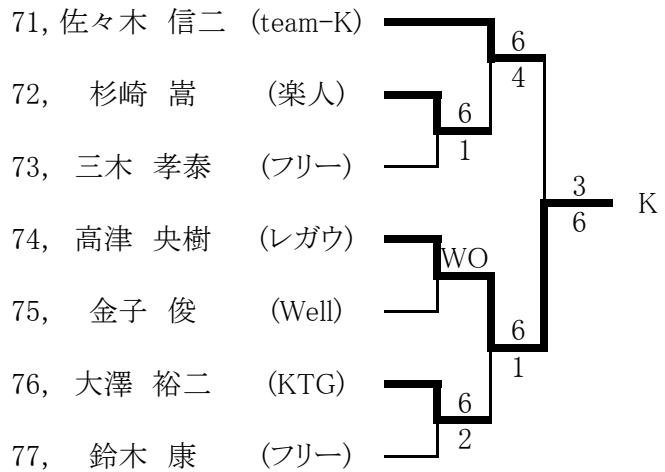 71, 佐々木 信二 (team-K)
6
4
72, 杉崎 嵩 (楽人)
6
1
73, 三木 孝泰 (フリー)
3
6
K
74, 高津 央樹 (レガウ)
WO
75, 金子 俊 (Well)
6
1
76, 大澤 裕二 (KTG)
6
2
77, 鈴木 康 (フリー)